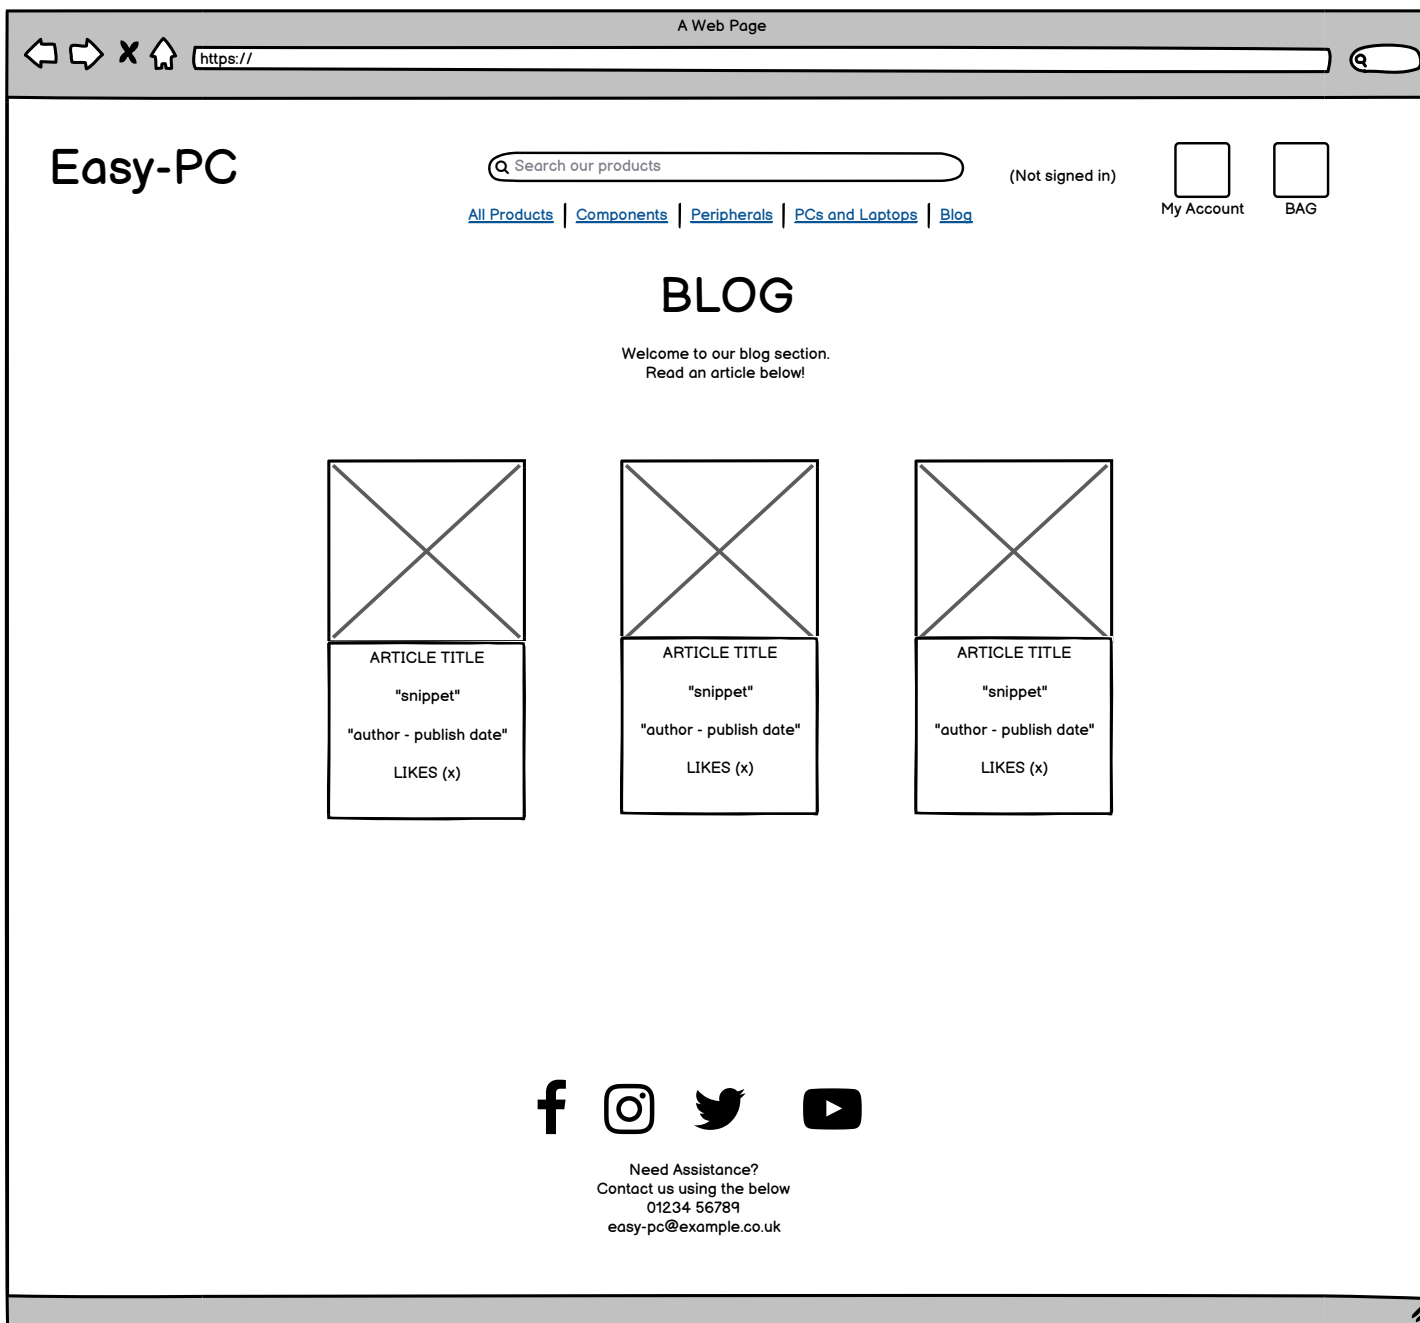 A Web Page
https://
Easy-PC
Search our products
(Not signed in)
My Account
BAG
All Products
Components
Peripherals
PCs and Laptops
Blog
BLOG
Welcome to our blog section.
Read an article below!
ARTICLE TITLE
"snippet"
"author - publish date"
LIKES (x)
ARTICLE TITLE
"snippet"
"author - publish date"
LIKES (x)
ARTICLE TITLE
"snippet"
"author - publish date"
LIKES (x)
Need Assistance?
Contact us using the below
01234 56789
easy-pc@example.co.uk